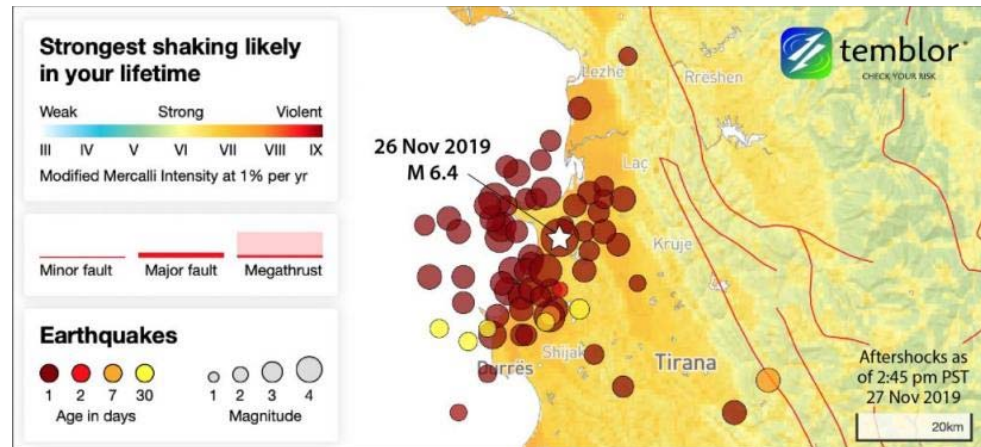 Strongest shaking likely
in your lifetime
Weak Strong Violent
III IV V VI VII VIII IX
Modified Mercalli Intensity at 1% per yr
Minor fault Major fault Megathrust
Earthquakes
1 2 7 30
Age in days
1 2 3 4
Magnitude
26 Nov 2019
M 6.4
Lezhe
Rreshen
Laç
Kruje
Shijak
Durrës
Tirana
temblor
CHECK YOUR RISK
Aftershocks as
of 2:45 pm PST
27 Nov 2019
20km